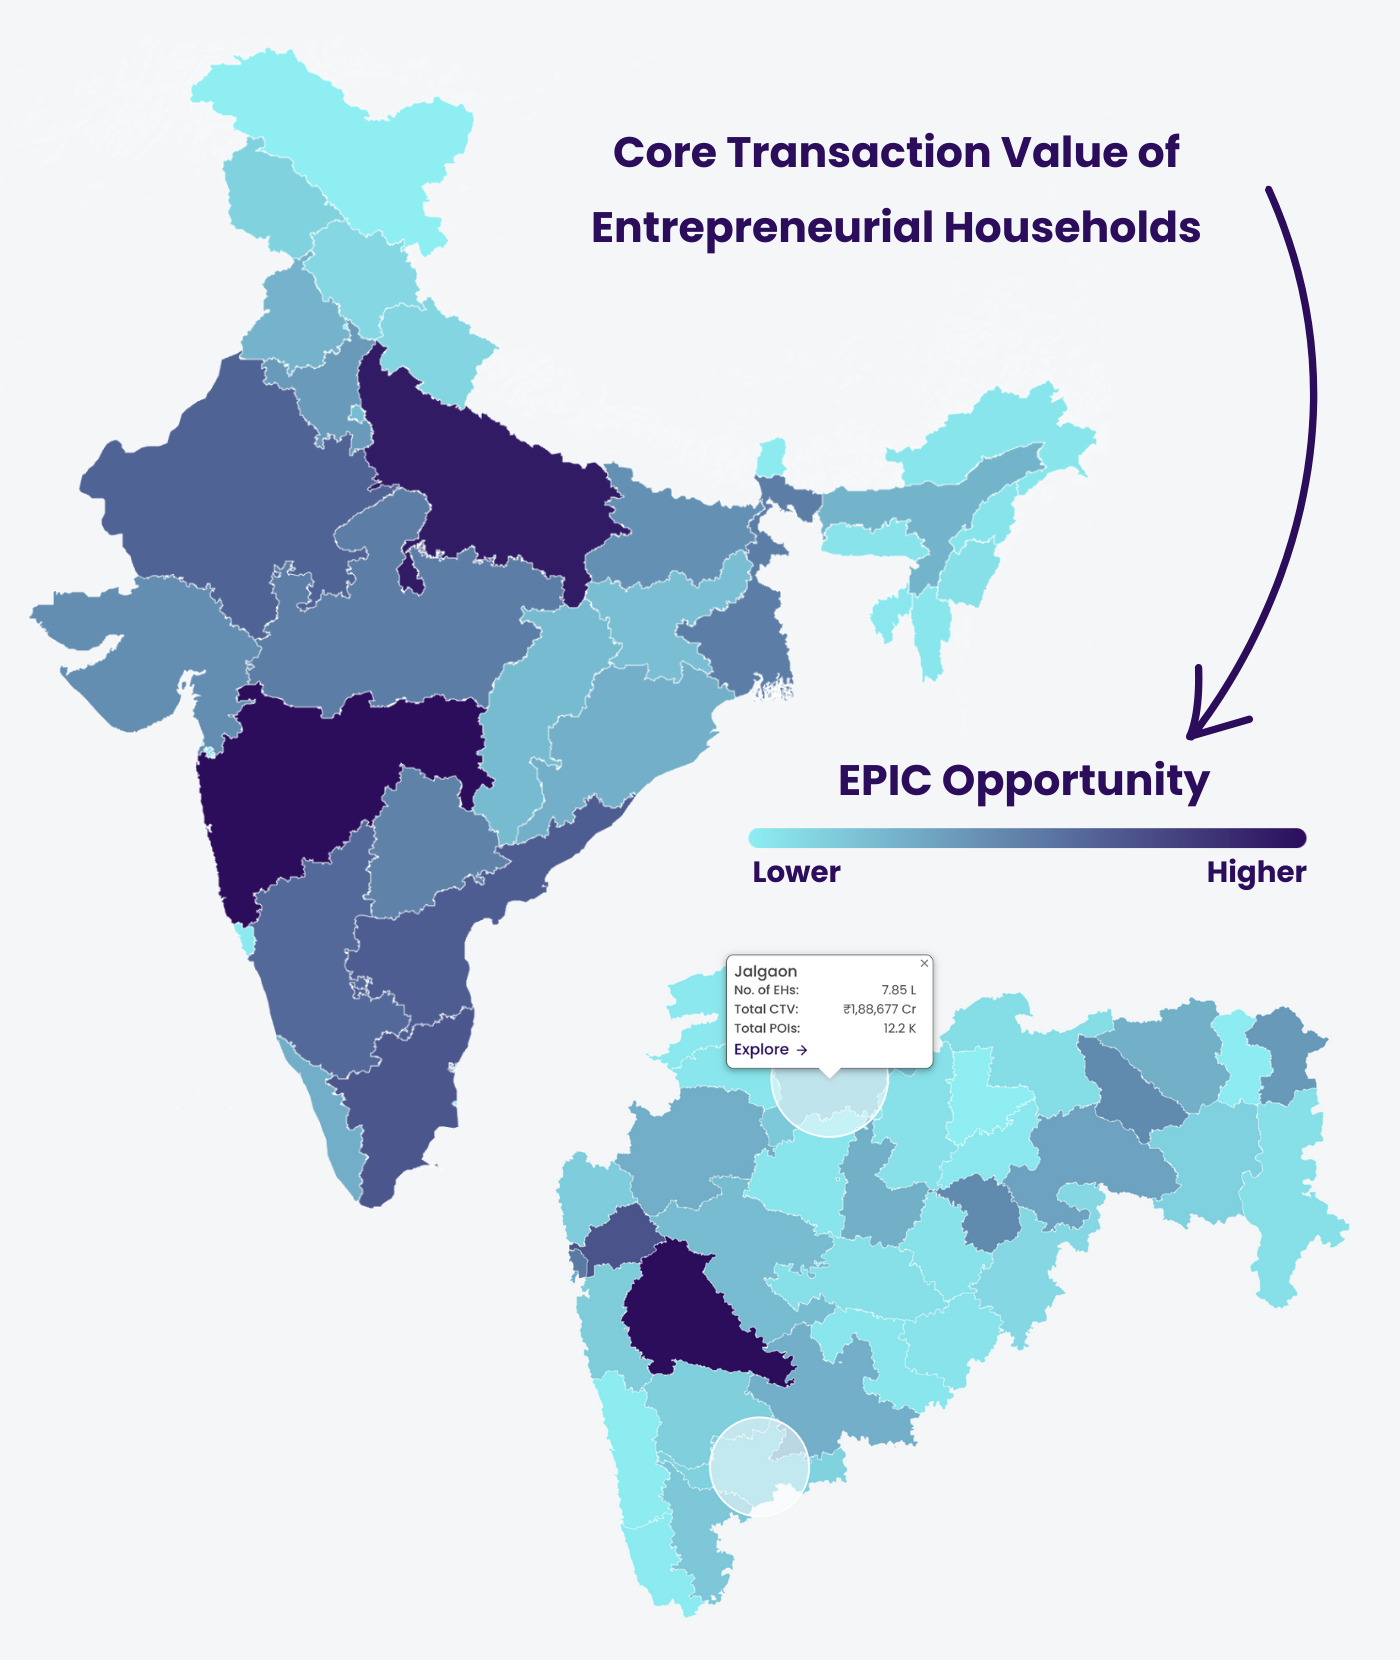 Core Transaction Value of
Entrepreneurial Households
EPIC Opportunity
Lower Higher
Jalgaon ×
No. of EHs: 7.85 L
Total CTV: ₹1,88,677 Cr
Total POIs: 12.2 K
Explore →